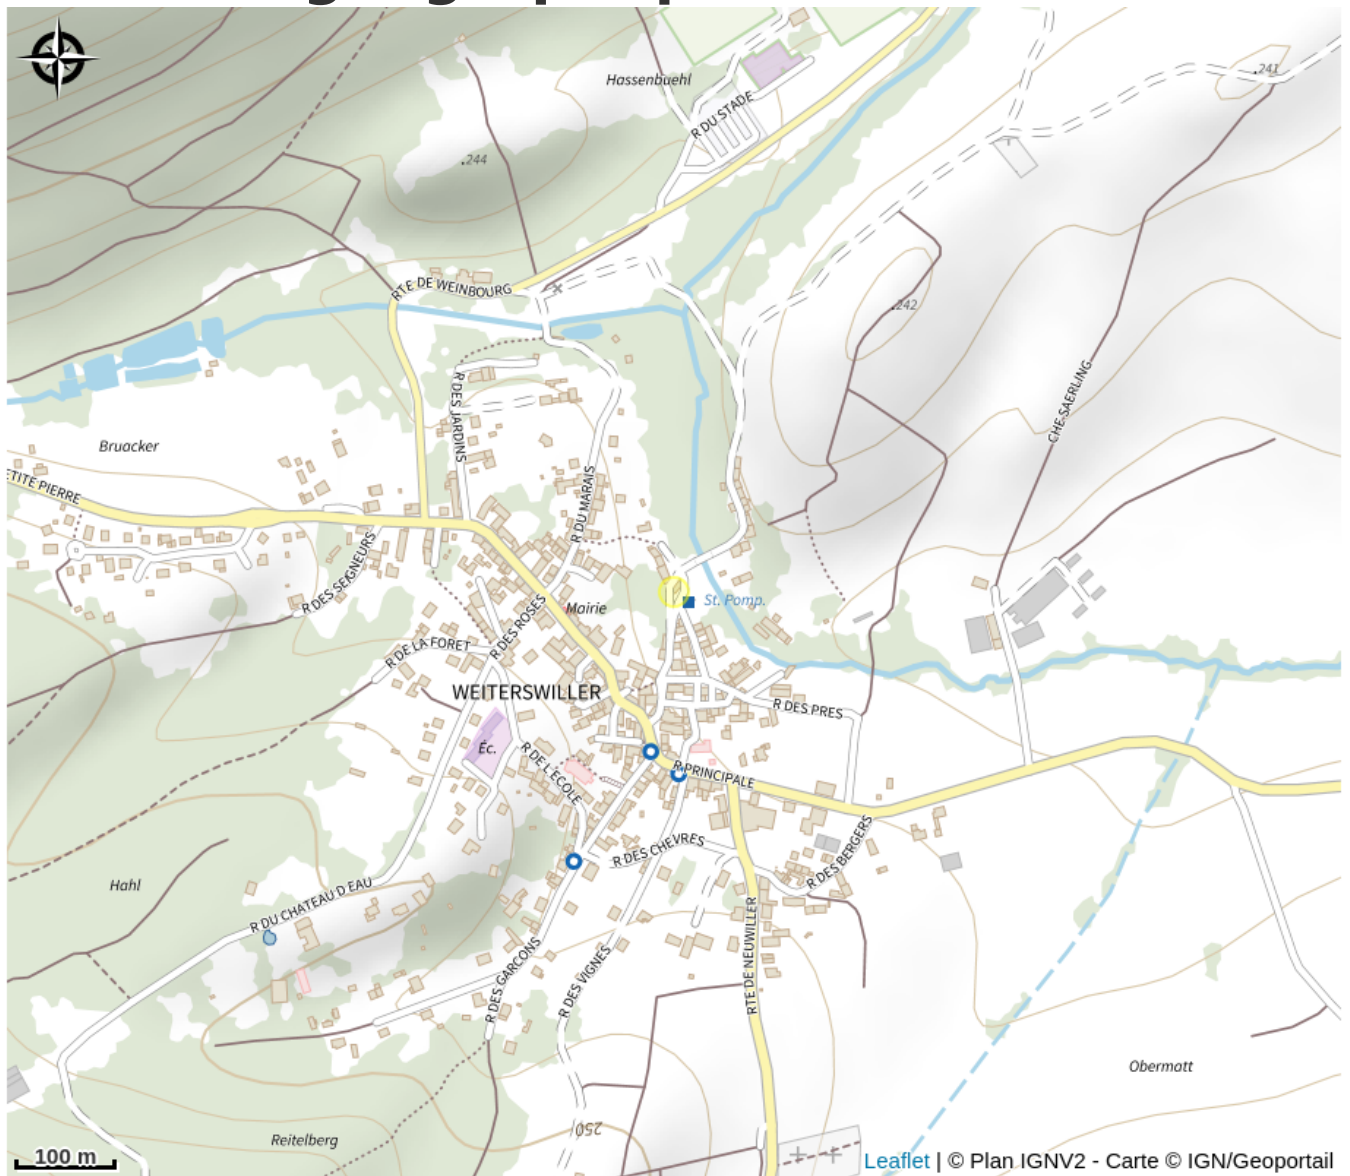 Hassenbuehl
.241
R DU STADE
.244
RTE DE WEINBOURG
.242
R DES JARDINS
CHE SAERLING
Bruacker
ETITE PIERRE
R DU MARAIS
R DES SEIGNEURS
St. Pomp.
Mairie
R DES ROSES
R DE LA FORET
WEITERSWILLER
R DES PRES
Éc.
R DE L'ECOLE
R PRINCIPALE
R DES CHEVRES
R DES BERGERS
Hahl
R DU CHATEAU D EAU
RTE DE NEUWILLER
R DES GARCONS
R DES VIGNES
Obermatt
250
Reitelberg
100 m
Leaflet | © Plan IGNV2 - Carte © IGN/Geoportail